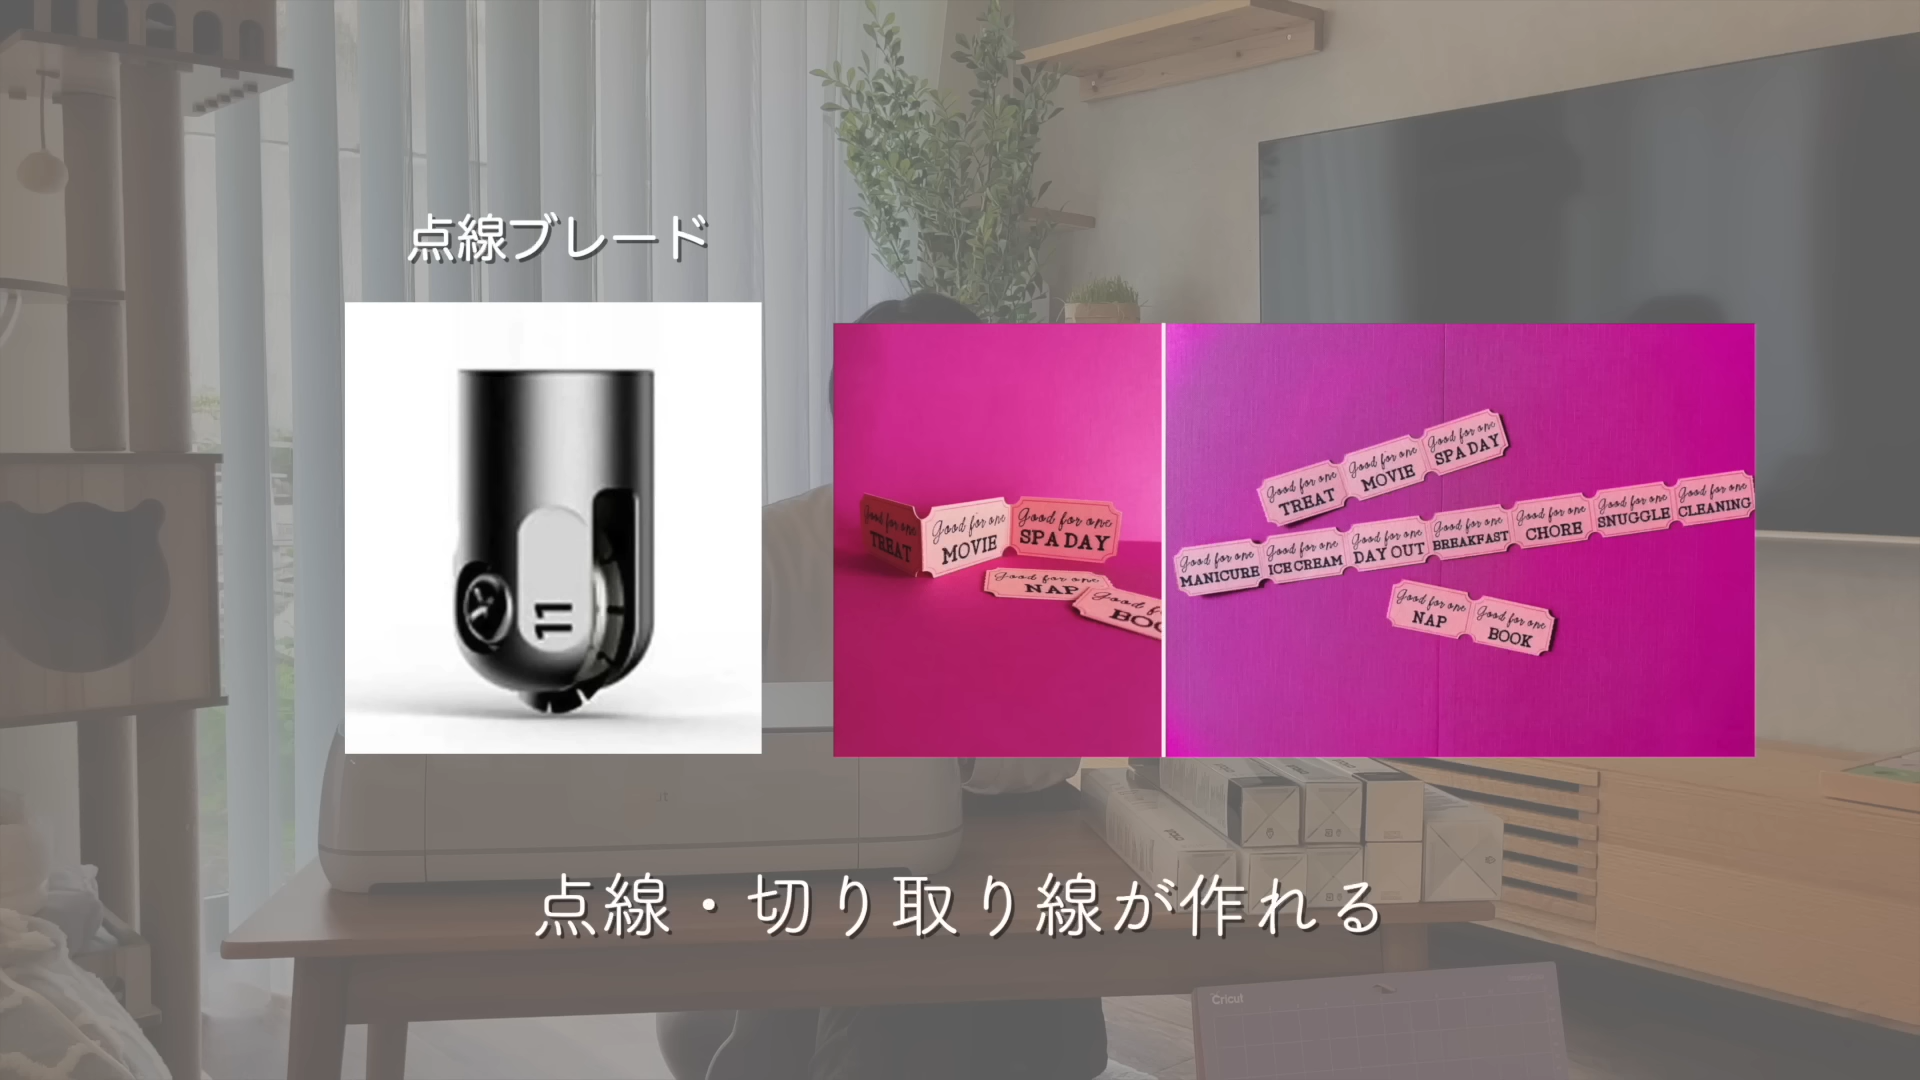 点線ブレード
11
Good for one
TREAT
Good for one
MOVIE
Good for one
SPA DAY
Good for one
NAP
Good for
BOO
Good for one
TREAT
Good for one
MOVIE
Good for one
SPA DAY
Good for one
MANICURE
Good for one
ICE CREAM
Good for one
DAY OUT
Good for one
BREAKFAST
Good for one
CHORE
Good for one
SNUGGLE
Good for one
CLEANING
Good for one
NAP
Good for one
BOOK
点線・切り取り線が作れる
Cricut